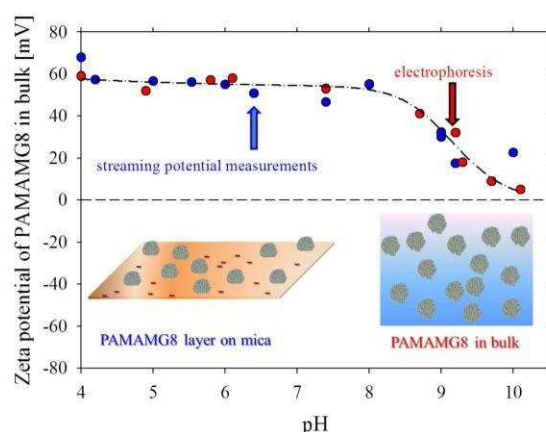 Zeta potential of PAMAMG8 in bulk [mV]
80
60
40
20
0
-20
-40
-60
-80
electrophoresis
streaming potential measurements
PAMAMG8 layer on mica
PAMAMG8 in bulk
4
5
6
7
8
9
10
pH